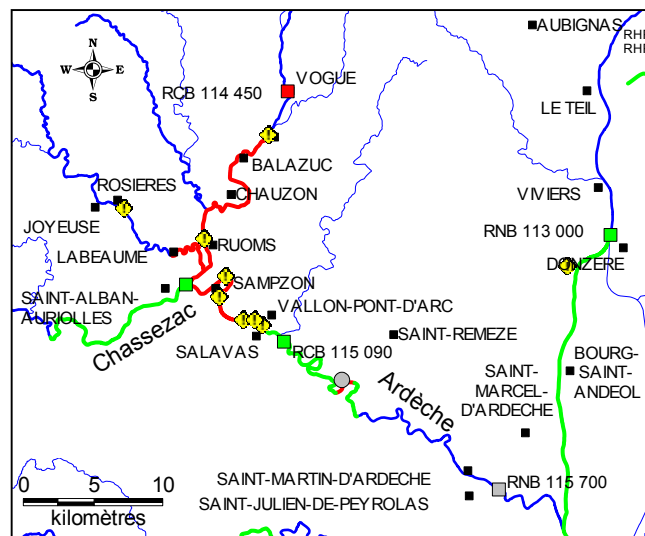 AUBIGNAS
RHI
RHI
N
W E
S
VOGUE
RCB 114 450
LE TEIL
BALAZUC
ROSIERES
CHAUZON
VIVIERS
JOYEUSE
RNB 113 000
RUOMS
LABEAUME
DONZERE
SAMPZON
SAINT-ALBAN-
AURIOLLES
VALLON-PONT-D'ARC
Chassezac
SAINT-REMEZE
SALAVAS
RCB 115 090
BOURG-
SAINT-
ANDEOL
SAINT-
MARCEL-
D'ARDECHE
Ardèche
SAINT-MARTIN-D'ARDECHE
RNB 115 700
SAINT-JULIEN-DE-PEYROLAS
0 5 10
kilomètres